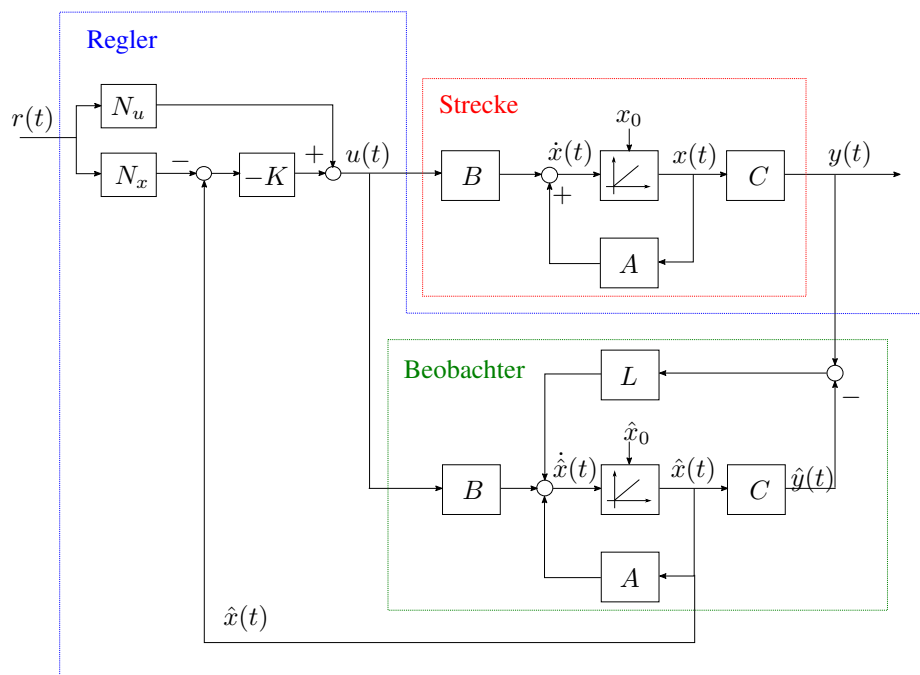 Regler
Strecke
r(t)
N_u
x_0
N_x
−
−K
+
u(t)
B
ẋ(t)
+
x(t)
C
y(t)
A
Beobachter
L
−
x̂_0
B
x̂̇(t)
x̂(t)
C
ŷ(t)
A
x̂(t)